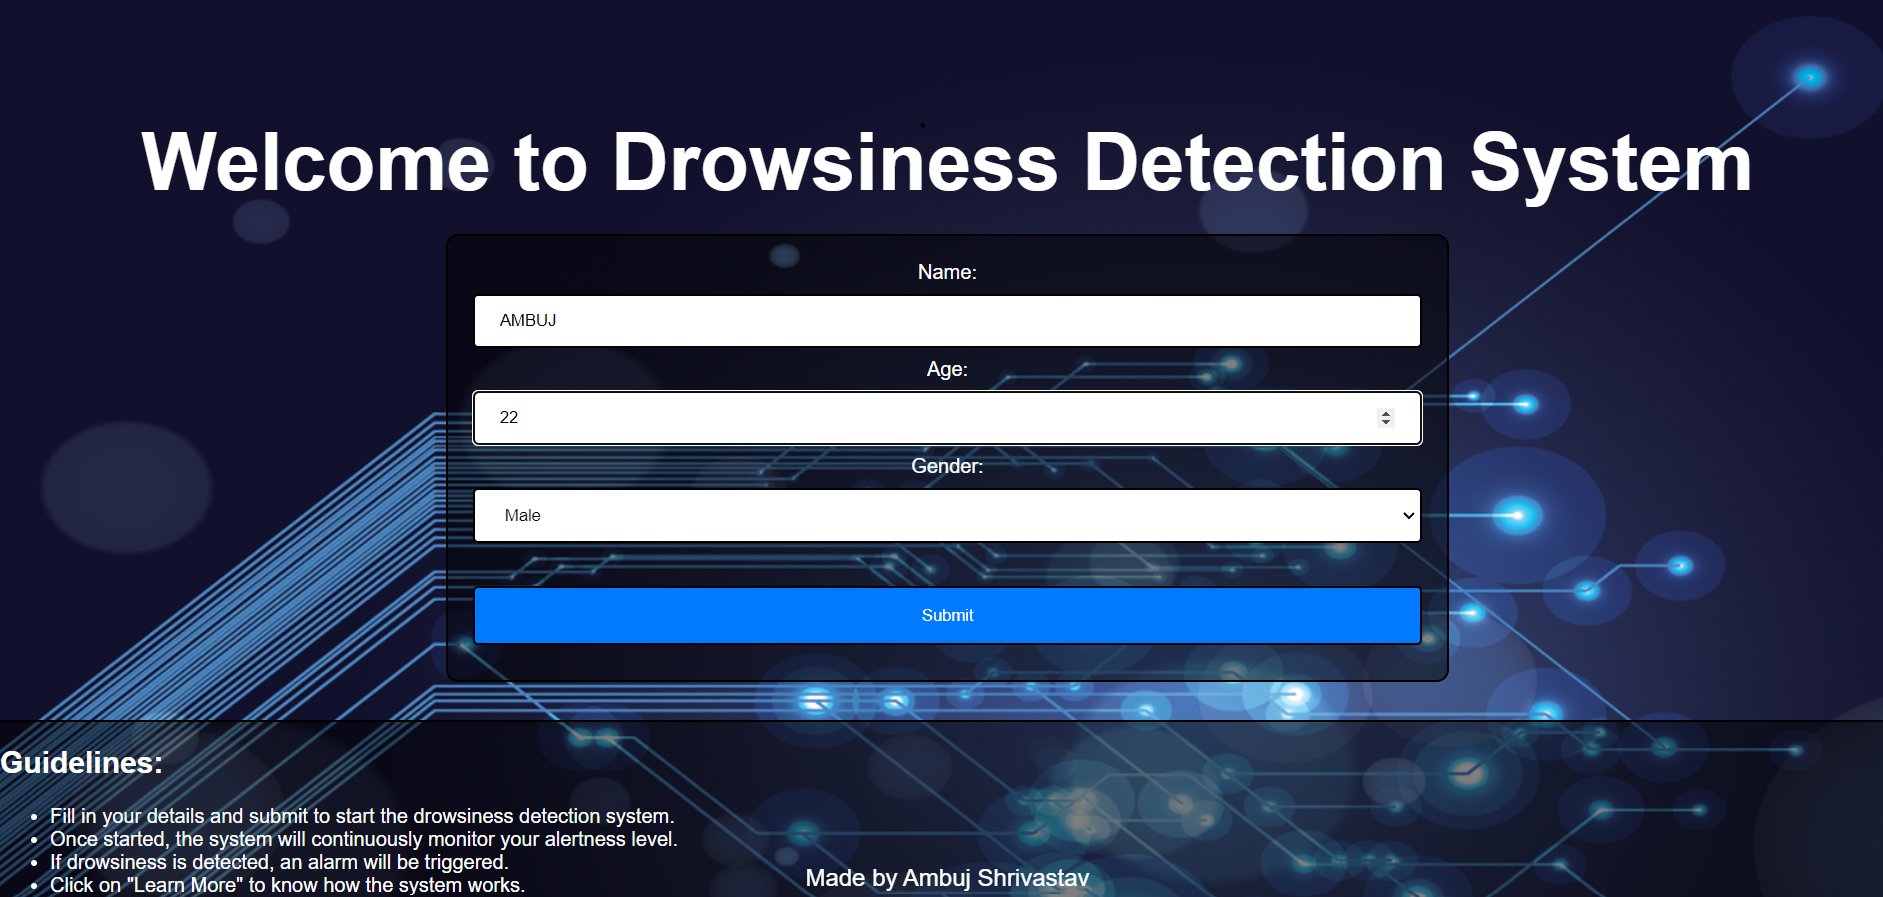 Welcome to Drowsiness Detection System
Name:
AMBUJ
Age:
22
Gender:
Male
Submit
Guidelines:
• Fill in your details and submit to start the drowsiness detection system.
• Once started, the system will continuously monitor your alertness level.
• If drowsiness is detected, an alarm will be triggered.
• Click on "Learn More" to know how the system works.
Made by Ambuj Shrivastav